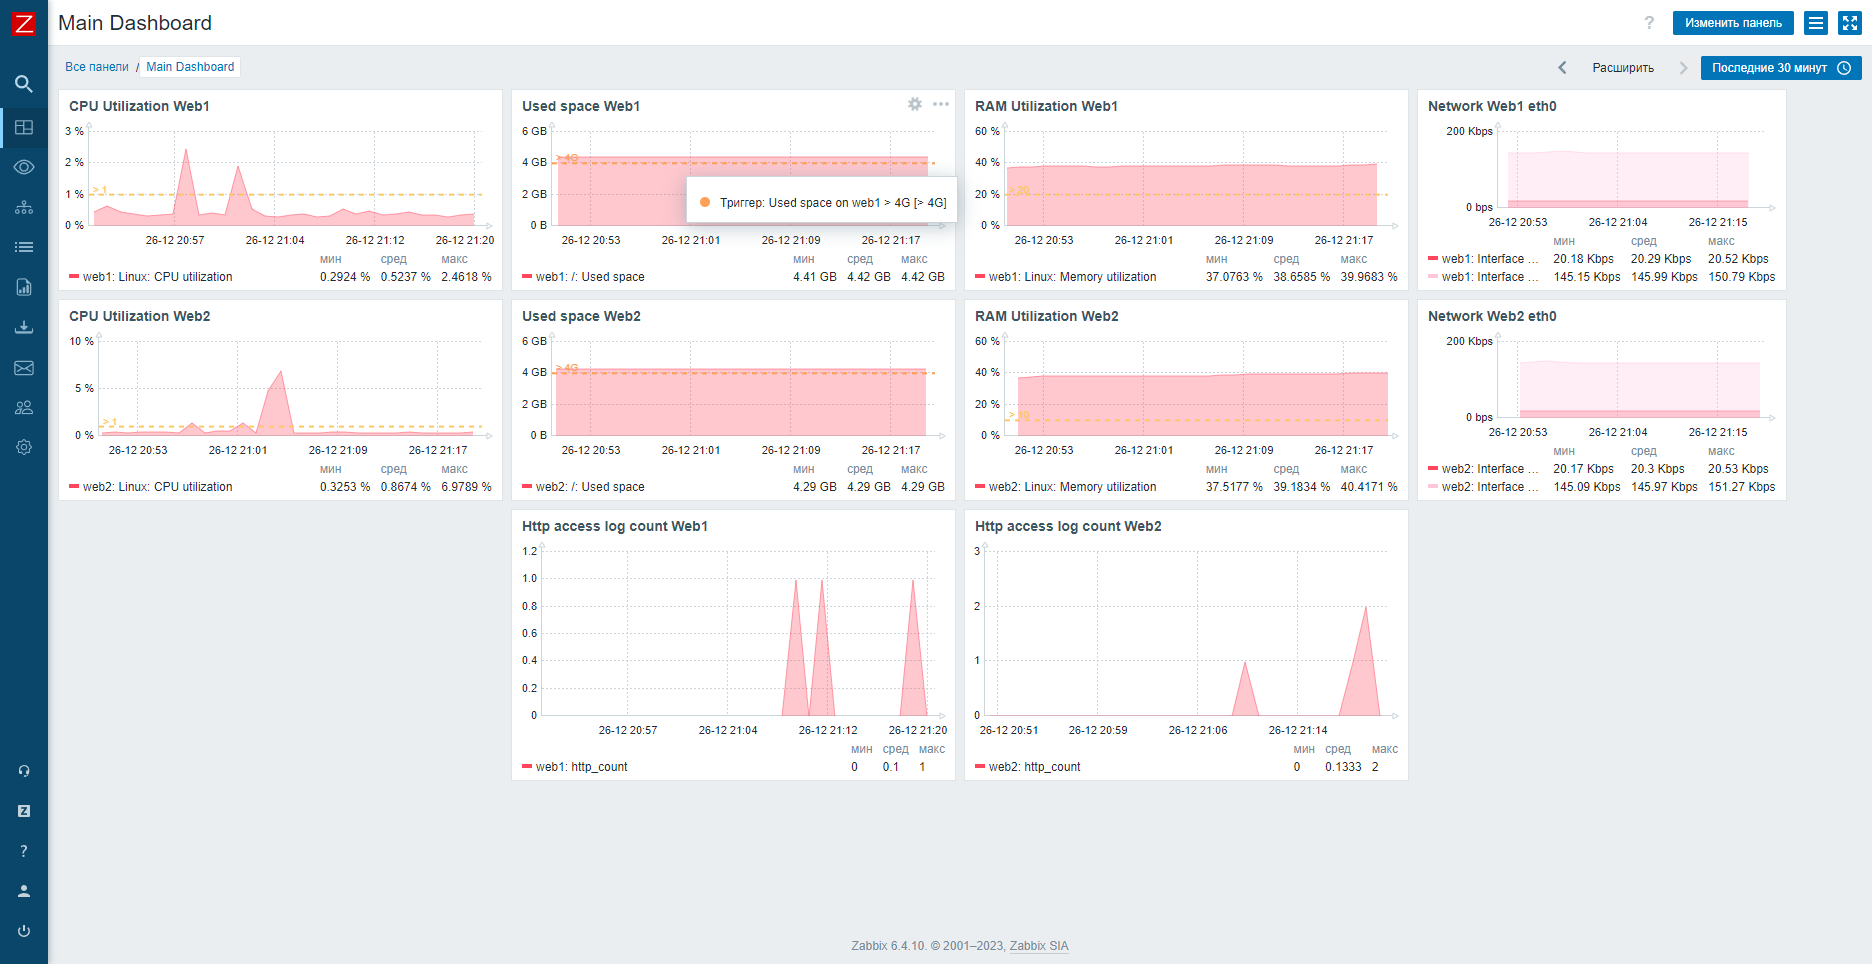 Z
Main Dashboard
?
Изменить панель
Все панели / Main Dashboard
Расширить
Последние 30 минут
CPU Utilization Web1
3 %
2 %
1 %
0 %
> 1
26-12 20:57 26-12 21:04 26-12 21:12 26-12 21:20
мин сред макс
web1: Linux: CPU utilization 0.2924 % 0.5237 % 2.4618 %
Used space Web1
6 GB
4 GB
2 GB
0 B
> 4G
Триггер: Used space on web1 > 4G [> 4G]
26-12 20:53 26-12 21:01 26-12 21:09 26-12 21:17
мин сред макс
web1: /: Used space 4.41 GB 4.42 GB 4.42 GB
RAM Utilization Web1
60 %
40 %
20 %
0 %
> 20
26-12 20:53 26-12 21:01 26-12 21:09 26-12 21:17
мин сред макс
web1: Linux: Memory utilization 37.0763 % 38.6585 % 39.9683 %
Network Web1 eth0
200 Kbps
0 bps
26-12 20:53 26-12 21:04 26-12 21:15
мин сред макс
web1: Interface ... 20.18 Kbps 20.29 Kbps 20.52 Kbps
web1: Interface ... 145.15 Kbps 145.99 Kbps 150.79 Kbps
CPU Utilization Web2
10 %
5 %
0 %
> 1
26-12 20:53 26-12 21:01 26-12 21:09 26-12 21:17
мин сред макс
web2: Linux: CPU utilization 0.3253 % 0.8674 % 6.9789 %
Used space Web2
6 GB
4 GB
2 GB
0 B
> 4G
26-12 20:53 26-12 21:01 26-12 21:09 26-12 21:17
мин сред макс
web2: /: Used space 4.29 GB 4.29 GB 4.29 GB
RAM Utilization Web2
60 %
40 %
20 %
0 %
> 10
26-12 20:53 26-12 21:01 26-12 21:09 26-12 21:17
мин сред макс
web2: Linux: Memory utilization 37.5177 % 39.1834 % 40.4171 %
Network Web2 eth0
200 Kbps
0 bps
26-12 20:53 26-12 21:04 26-12 21:15
мин сред макс
web2: Interface ... 20.17 Kbps 20.3 Kbps 20.53 Kbps
web2: Interface ... 145.09 Kbps 145.97 Kbps 151.27 Kbps
Http access log count Web1
1.2
1.0
0.8
0.6
0.4
0.2
0
26-12 20:57 26-12 21:04 26-12 21:12 26-12 21:20
мин сред макс
web1: http_count 0 0.1 1
Http access log count Web2
3
2
1
0
26-12 20:51 26-12 20:59 26-12 21:06 26-12 21:14
мин сред макс
web2: http_count 0 0.1333 2
Z
?
Zabbix 6.4.10. © 2001–2023, Zabbix SIA